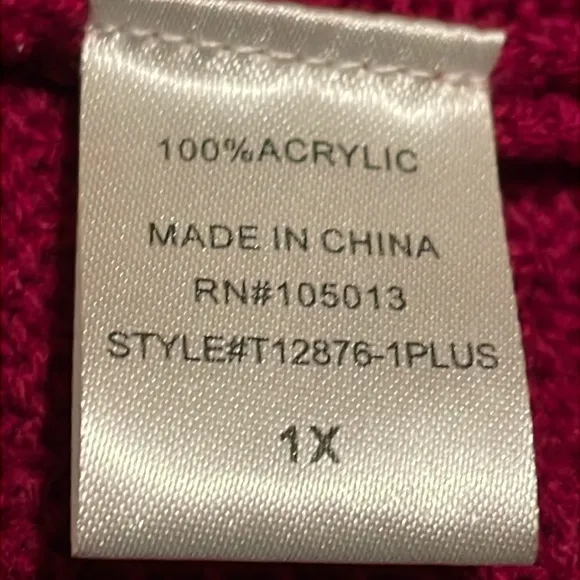 100%ACRYLIC
MADE IN CHINA
RN#105013
STYLE#T12876-1PLUS
1X